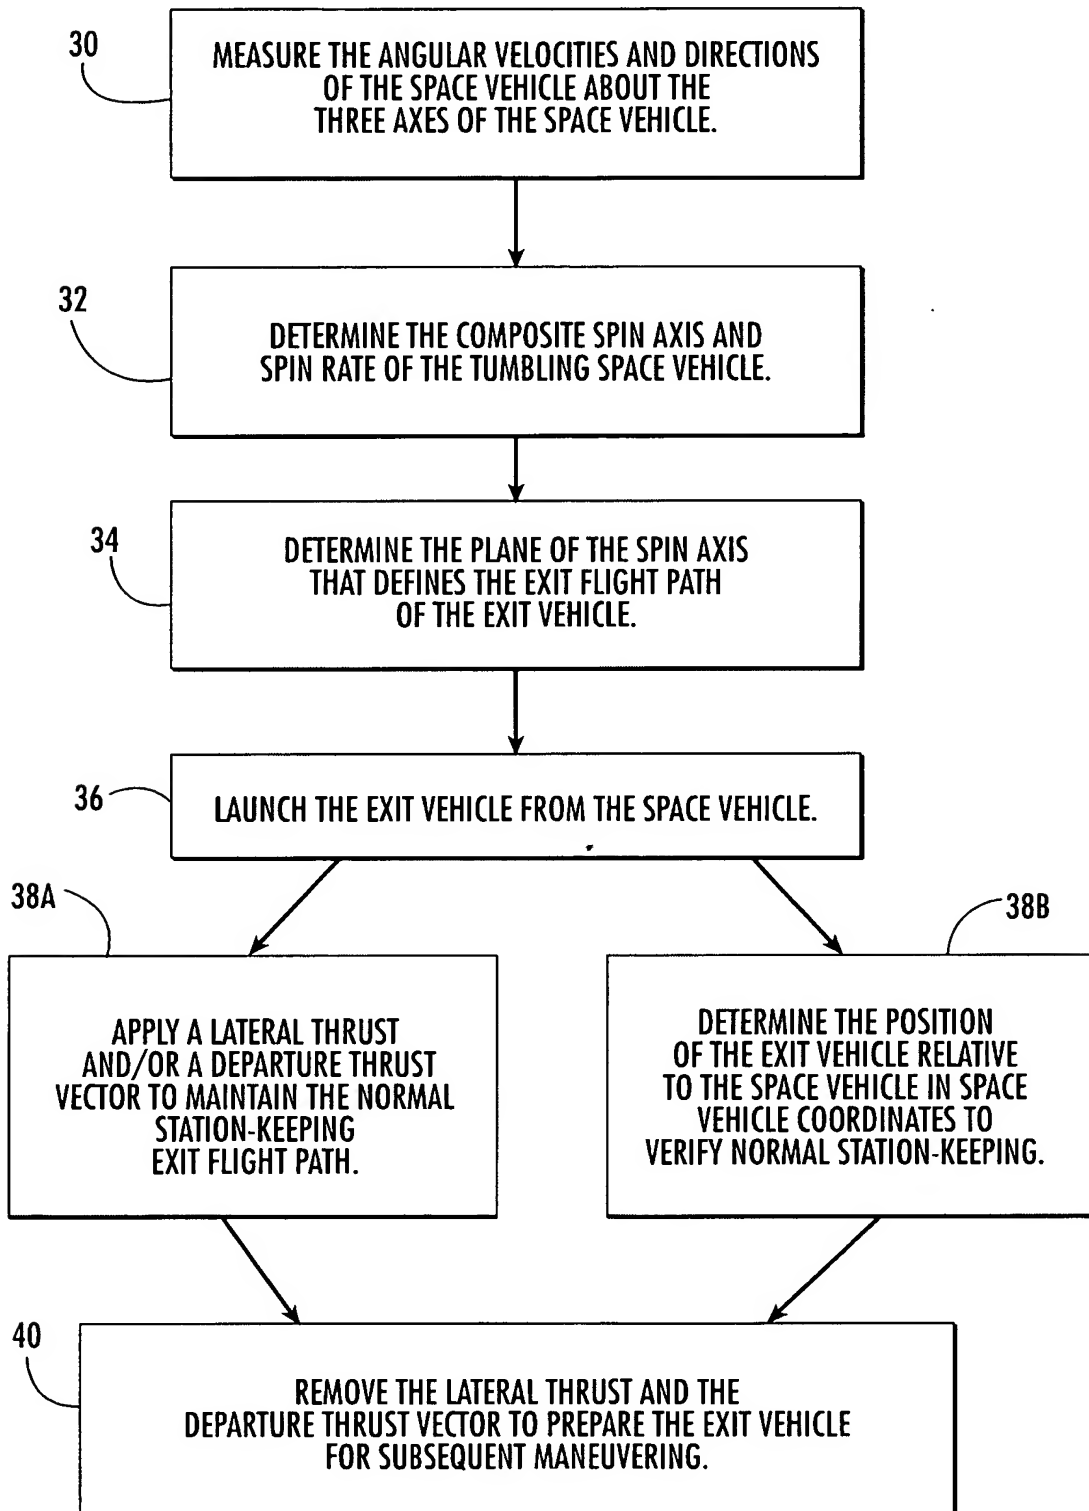 30
MEASURE THE ANGULAR VELOCITIES AND DIRECTIONS
OF THE SPACE VEHICLE ABOUT THE
THREE AXES OF THE SPACE VEHICLE.
32
DETERMINE THE COMPOSITE SPIN AXIS AND
SPIN RATE OF THE TUMBLING SPACE VEHICLE.
34
DETERMINE THE PLANE OF THE SPIN AXIS
THAT DEFINES THE EXIT FLIGHT PATH
OF THE EXIT VEHICLE.
36
LAUNCH THE EXIT VEHICLE FROM THE SPACE VEHICLE.
38A
APPLY A LATERAL THRUST
AND/OR A DEPARTURE THRUST
VECTOR TO MAINTAIN THE NORMAL
STATION-KEEPING
EXIT FLIGHT PATH.
38B
DETERMINE THE POSITION
OF THE EXIT VEHICLE RELATIVE
TO THE SPACE VEHICLE IN SPACE
VEHICLE COORDINATES TO
VERIFY NORMAL STATION-KEEPING.
40
REMOVE THE LATERAL THRUST AND THE
DEPARTURE THRUST VECTOR TO PREPARE THE EXIT VEHICLE
FOR SUBSEQUENT MANEUVERING.